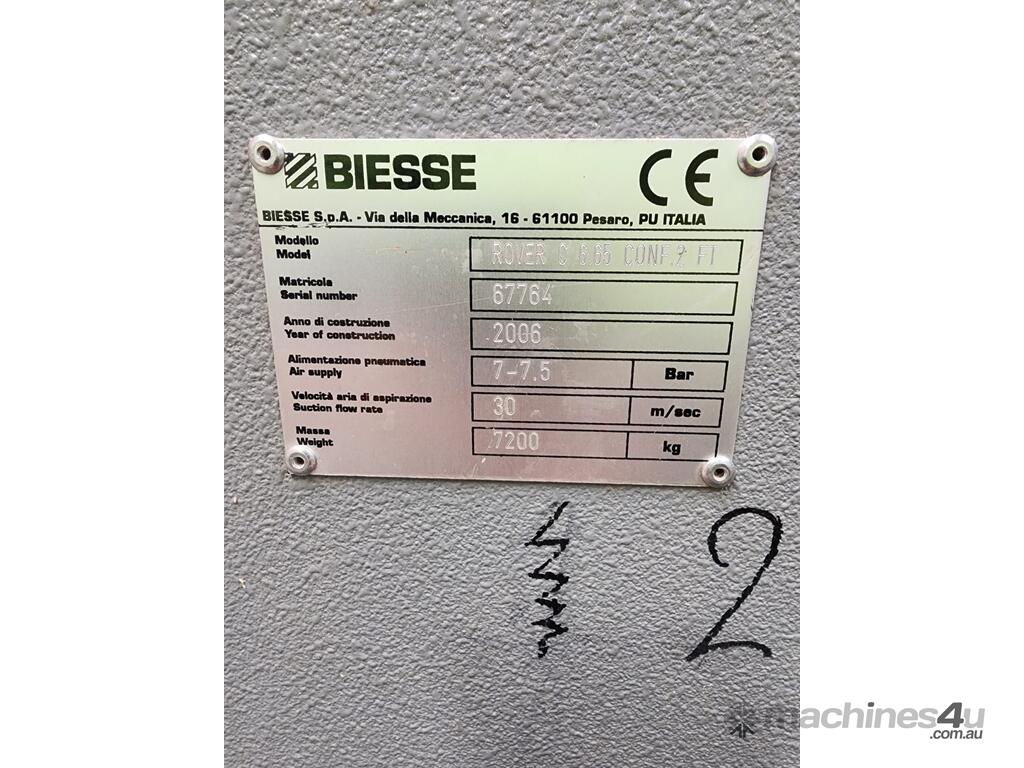 BIESSE CE
BIESSE S.p.A. - Via della Meccanica, 16 - 61100 Pesaro, PU ITALIA
Modello
Model
ROVER C 6.65 CONF.2 FT
Matricola
Serial number
67764
Anno di costruzione
Year of construction
2006
Alimentazione pneumatica
Air supply
7-7.5 Bar
Velocità aria di aspirazione
Suction flow rate
30 m/sec
Massa
Weight
7200 kg
2
machines4u
.com.au